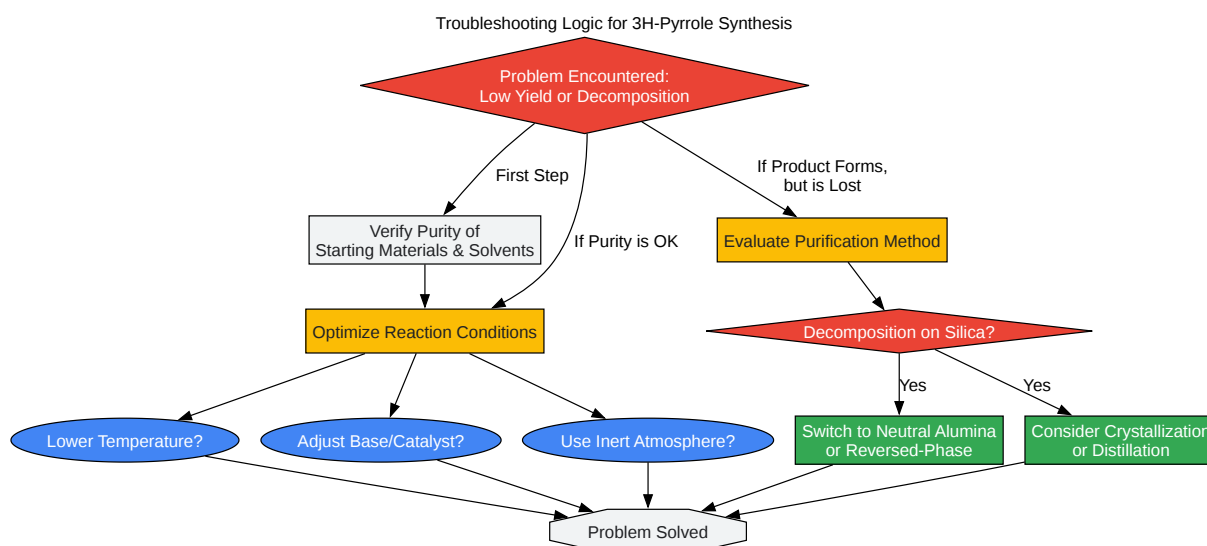 Troubleshooting Logic for 3H-Pyrrole Synthesis
Problem Encountered:
Low Yield or Decomposition
First Step
If Purity is OK
If Product Forms,
but is Lost
Verify Purity of
Starting Materials & Solvents
Evaluate Purification Method
Optimize Reaction Conditions
Decomposition on Silica?
Yes
Yes
Lower Temperature?
Adjust Base/Catalyst?
Use Inert Atmosphere?
Switch to Neutral Alumina
or Reversed-Phase
Consider Crystallization
or Distillation
Problem Solved